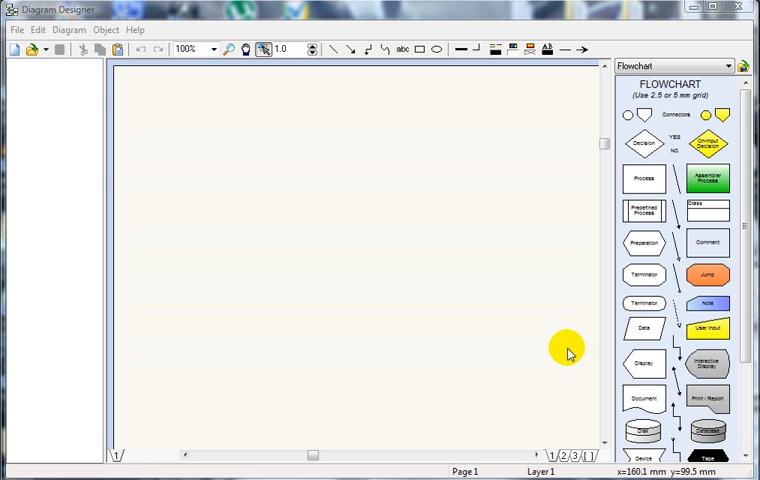 Diagram Designer
File Edit Diagram Object Help
100% 1.0 abc AB
Flowchart
FLOWCHART
(Use 2.5 or 5 mm grid)
Connectors
Decision YES NO On-Input Decision
Process Assembler Process
Predefined Process Class
Preparation Comment
Terminator Jump
Terminator Note
Data User Input
Display Interactive Display
Document Print / Report
Disk Database
Device Tape
1 1 2 3 [ ]
Page 1 Layer 1 x=160.1 mm y=99.5 mm